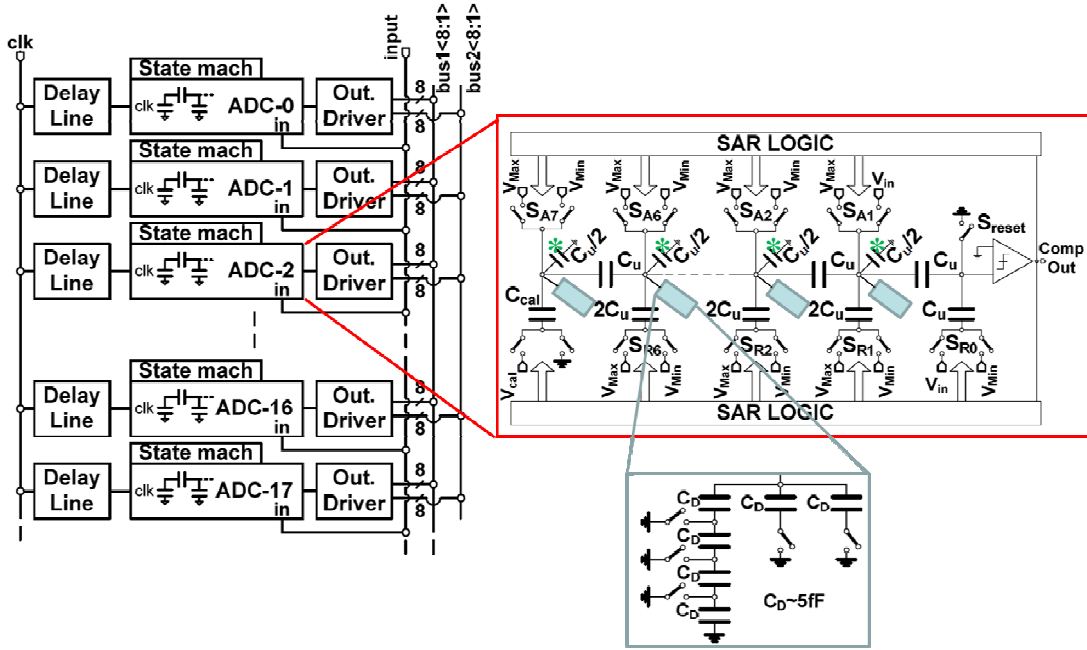 clk
input
bus1<8:1>
bus2<8:1>
State mach
Delay Line
clk
ADC-0
in
Out. Driver
8
8
State mach
Delay Line
clk
ADC-1
in
Out. Driver
8
8
State mach
Delay Line
clk
ADC-2
in
Out. Driver
8
8
State mach
Delay Line
clk
ADC-16
in
Out. Driver
8
8
State mach
Delay Line
clk
ADC-17
in
Out. Driver
8
8
SAR LOGIC
VMax
VMin
VMax
VMin
VMax
VMin
VMax
Vin
SA7
SA6
SA2
SA1
Sreset
* Cu/2
* Cu/2
Cu/2
* Cu/2
Cu
Cu
Cu
Comp Out
Ccal
2Cu
2Cu
2Cu
Cu
SR6
SR2
SR1
SR0
Vcal
VMax
VMin
VMax
VMin
VMax
VMin
Vin
VMin
SAR LOGIC
CD
CD
CD
CD
CD
CD
CD~5fF